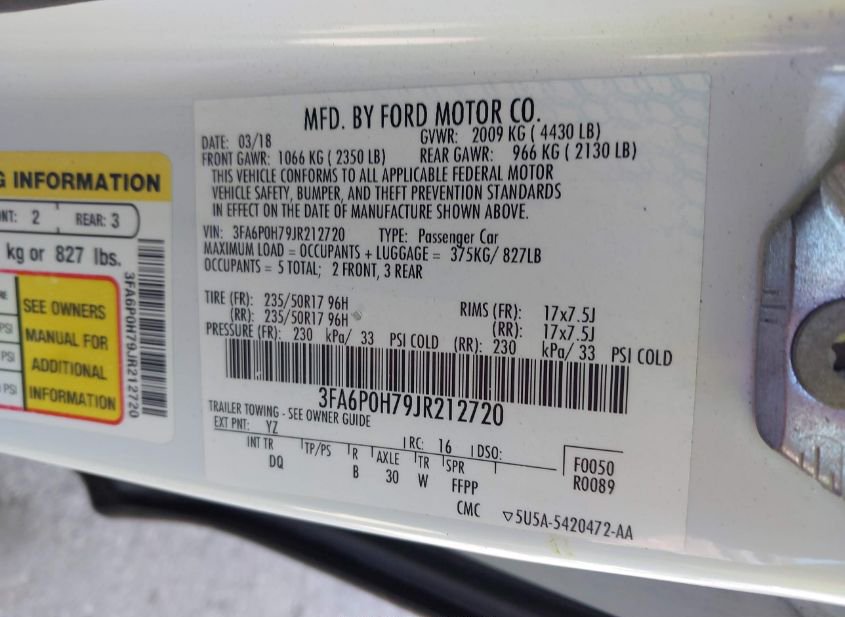 MFD. BY FORD MOTOR CO.
DATE: 03/18 GVWR: 2009 KG ( 4430 LB)
FRONT GAWR: 1066 KG ( 2350 LB) REAR GAWR: 966 KG ( 2130 LB)
THIS VEHICLE CONFORMS TO ALL APPLICABLE FEDERAL MOTOR
VEHICLE SAFETY, BUMPER, AND THEFT PREVENTION STANDARDS
IN EFFECT ON THE DATE OF MANUFACTURE SHOWN ABOVE.
VIN: 3FA6P0H79JR212720 TYPE: Passenger Car
MAXIMUM LOAD = OCCUPANTS + LUGGAGE = 375KG/ 827LB
OCCUPANTS = 5 TOTAL; 2 FRONT, 3 REAR
TIRE (FR): 235/50R17 96H RIMS (FR): 17x7.5J
(RR): 235/50R17 96H (RR): 17x7.5J
PRESSURE (FR): 230 kPa/ 33 PSI COLD (RR): 230 kPa/ 33 PSI COLD
3FA6P0H79JR212720
TRAILER TOWING - SEE OWNER GUIDE
EXT PNT: YZ RC: 16 DSO:
INT TR TP/PS R AXLE TR SPR
DQ B 30 W FFPP
F0050
R0089
CMC ▽5U5A-5420472-AA
G INFORMATION
NT: 2 REAR: 3
kg or 827 lbs.
SEE OWNERS
MANUAL FOR
ADDITIONAL
INFORMATION
RE
PSI
PSI
PSI
3FA6P0H79JR212720